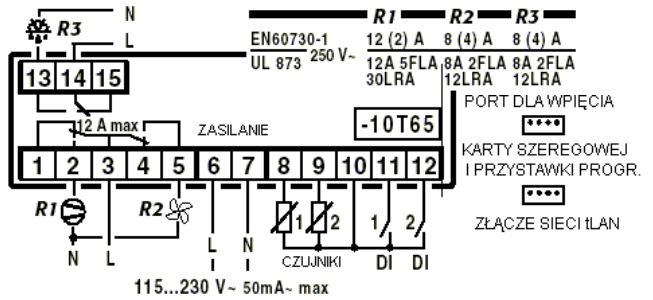 N
R3
L
R1 R2 R3
EN60730-1 12 (2) A 8 (4) A 8 (4) A
UL 873 250 V~ 12A 5FLA 8A 2FLA 8A 2FLA
30LRA 12LRA 12LRA
13 14 15
12 A max
ZASILANIE
-10T65
PORT DLA WPIĘCIA
KARTY SZEREGOWEJ
I PRZYSTAWKI PROGR.
ZŁĄCZE SIECI tLAN
1 2 3 4 5 6 7 8 9 10 11 12
R1 R2 1 2 1 2
N L L N CZUJNIKI DI DI
115...230 V~ 50mA~ max